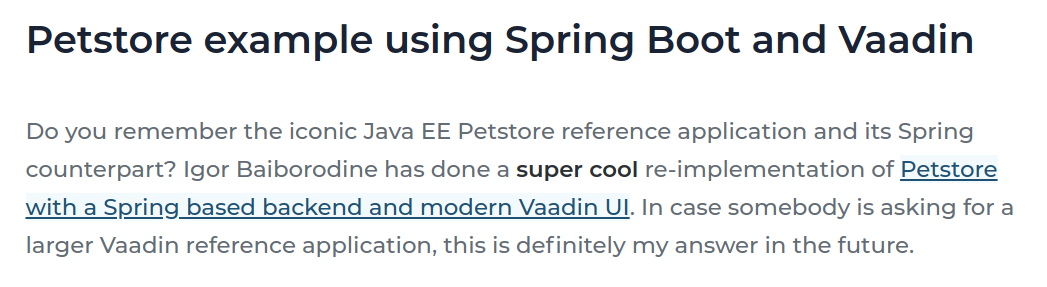 Petstore example using Spring Boot and Vaadin
Do you remember the iconic Java EE Petstore reference application and its Spring
counterpart? Igor Baiborodine has done a super cool re-implementation of Petstore
with a Spring based backend and modern Vaadin UI. In case somebody is asking for a
larger Vaadin reference application, this is definitely my answer in the future.